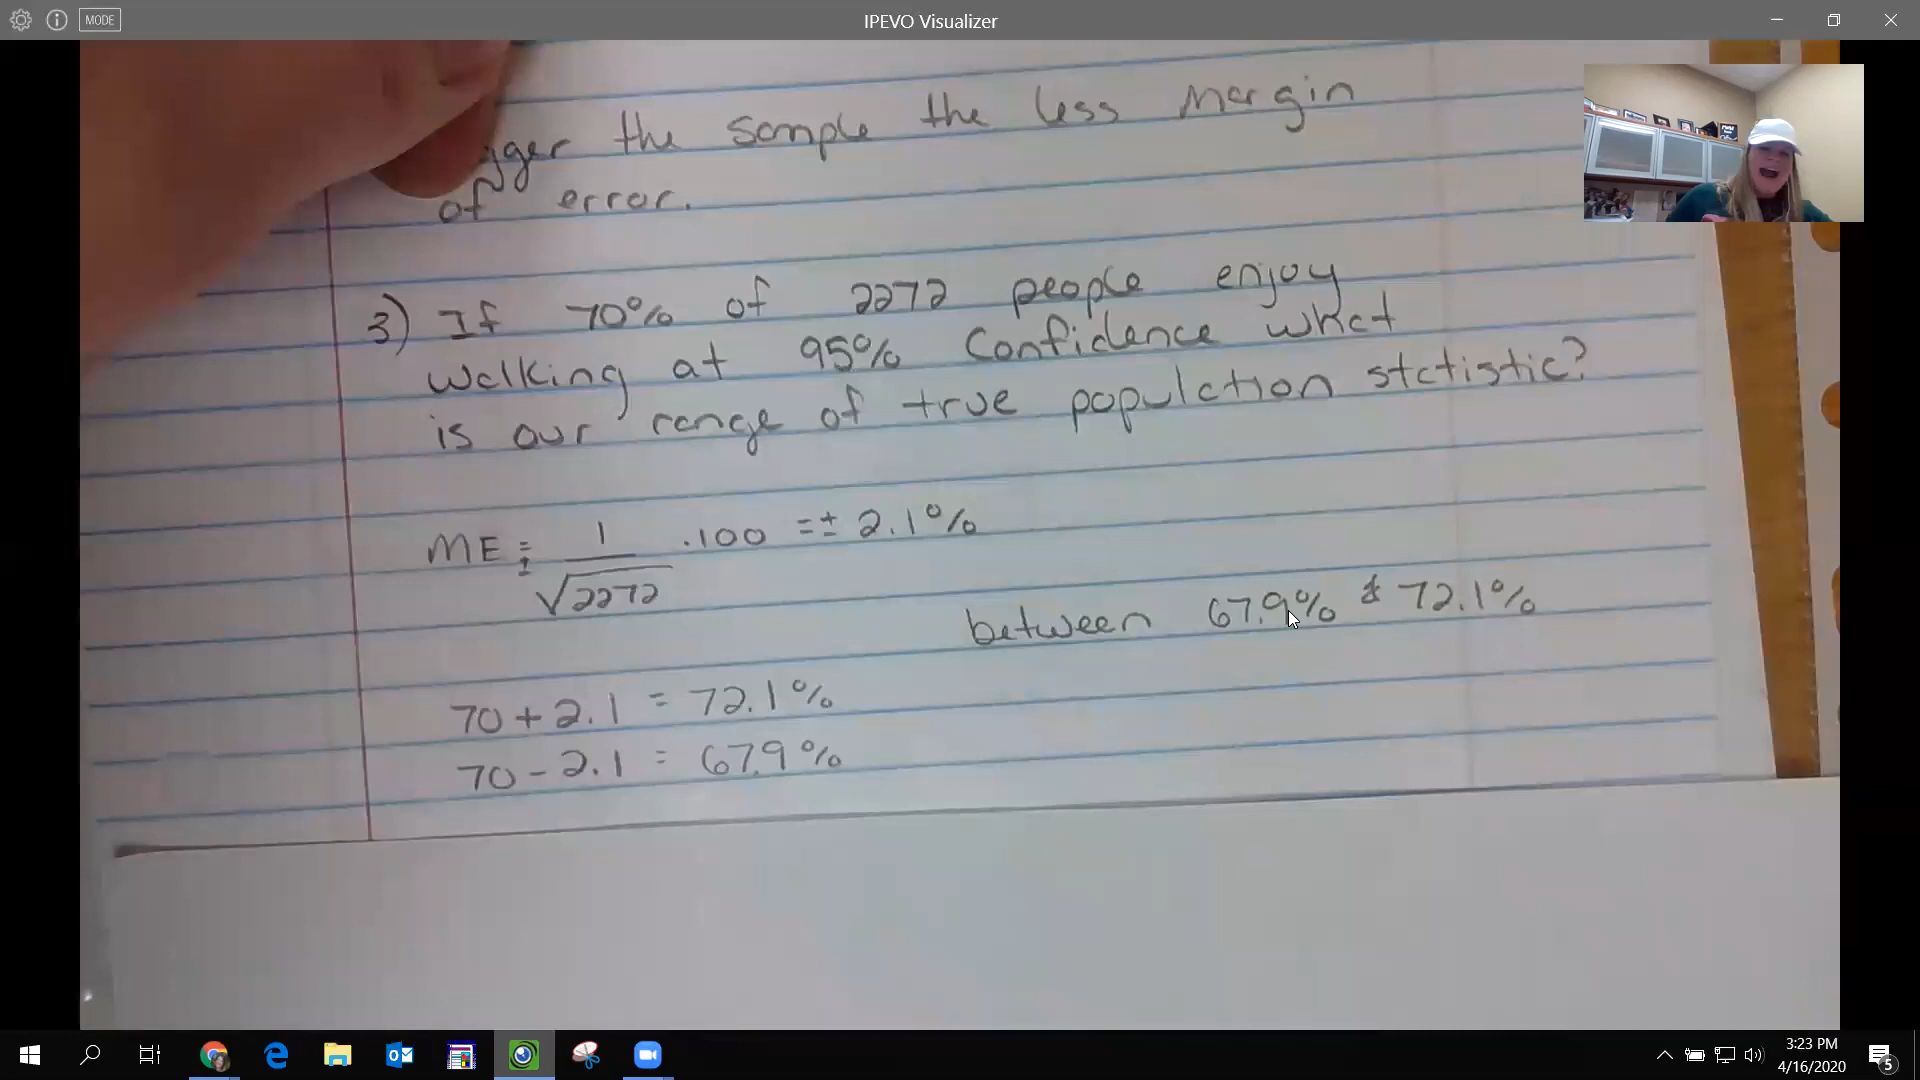 MODE
IPEVO Visualizer
the sample the less Margin
of error.
3) If 70% of 2272 people enjoy
walking at 95% Confidence what
is our range of true population statistic?
ME = ± 1 / √2272 · 100 = ± 2.1%
between 67.9% & 72.1%
70 + 2.1 = 72.1%
70 - 2.1 = 67.9%
3:23 PM
4/16/2020
5